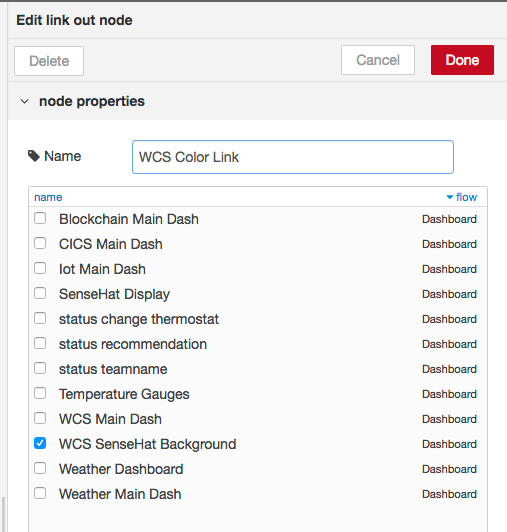 Edit link out node
Delete Cancel Done
node properties
Name WCS Color Link
name flow
Blockchain Main Dash Dashboard
CICS Main Dash Dashboard
Iot Main Dash Dashboard
SenseHat Display Dashboard
status change thermostat Dashboard
status recommendation Dashboard
status teamname Dashboard
Temperature Gauges Dashboard
WCS Main Dash Dashboard
WCS SenseHat Background Dashboard
Weather Dashboard Dashboard
Weather Main Dash Dashboard